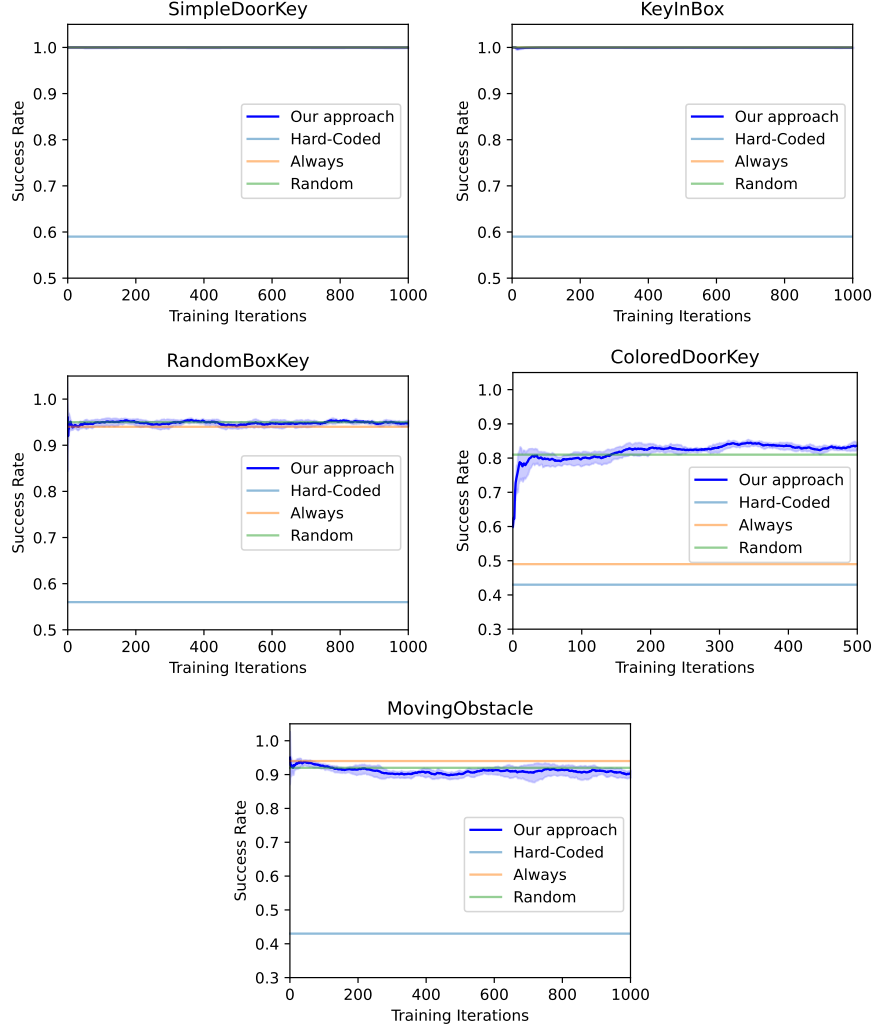 SimpleDoorKey
Success Rate
1.0
0.9
0.8
0.7
0.6
0.5
Our approach
Hard-Coded
Always
Random
0 200 400 600 800 1000
Training Iterations
KeyInBox
Success Rate
1.0
0.9
0.8
0.7
0.6
0.5
Our approach
Hard-Coded
Always
Random
0 200 400 600 800 1000
Training Iterations
RandomBoxKey
Success Rate
1.0
0.9
0.8
0.7
0.6
0.5
Our approach
Hard-Coded
Always
Random
0 200 400 600 800 1000
Training Iterations
ColoredDoorKey
Success Rate
1.0
0.9
0.8
0.7
0.6
0.5
0.4
0.3
Our approach
Hard-Coded
Always
Random
0 100 200 300 400 500
Training Iterations
MovingObstacle
Success Rate
1.0
0.9
0.8
0.7
0.6
0.5
0.4
0.3
Our approach
Hard-Coded
Always
Random
0 200 400 600 800 1000
Training Iterations